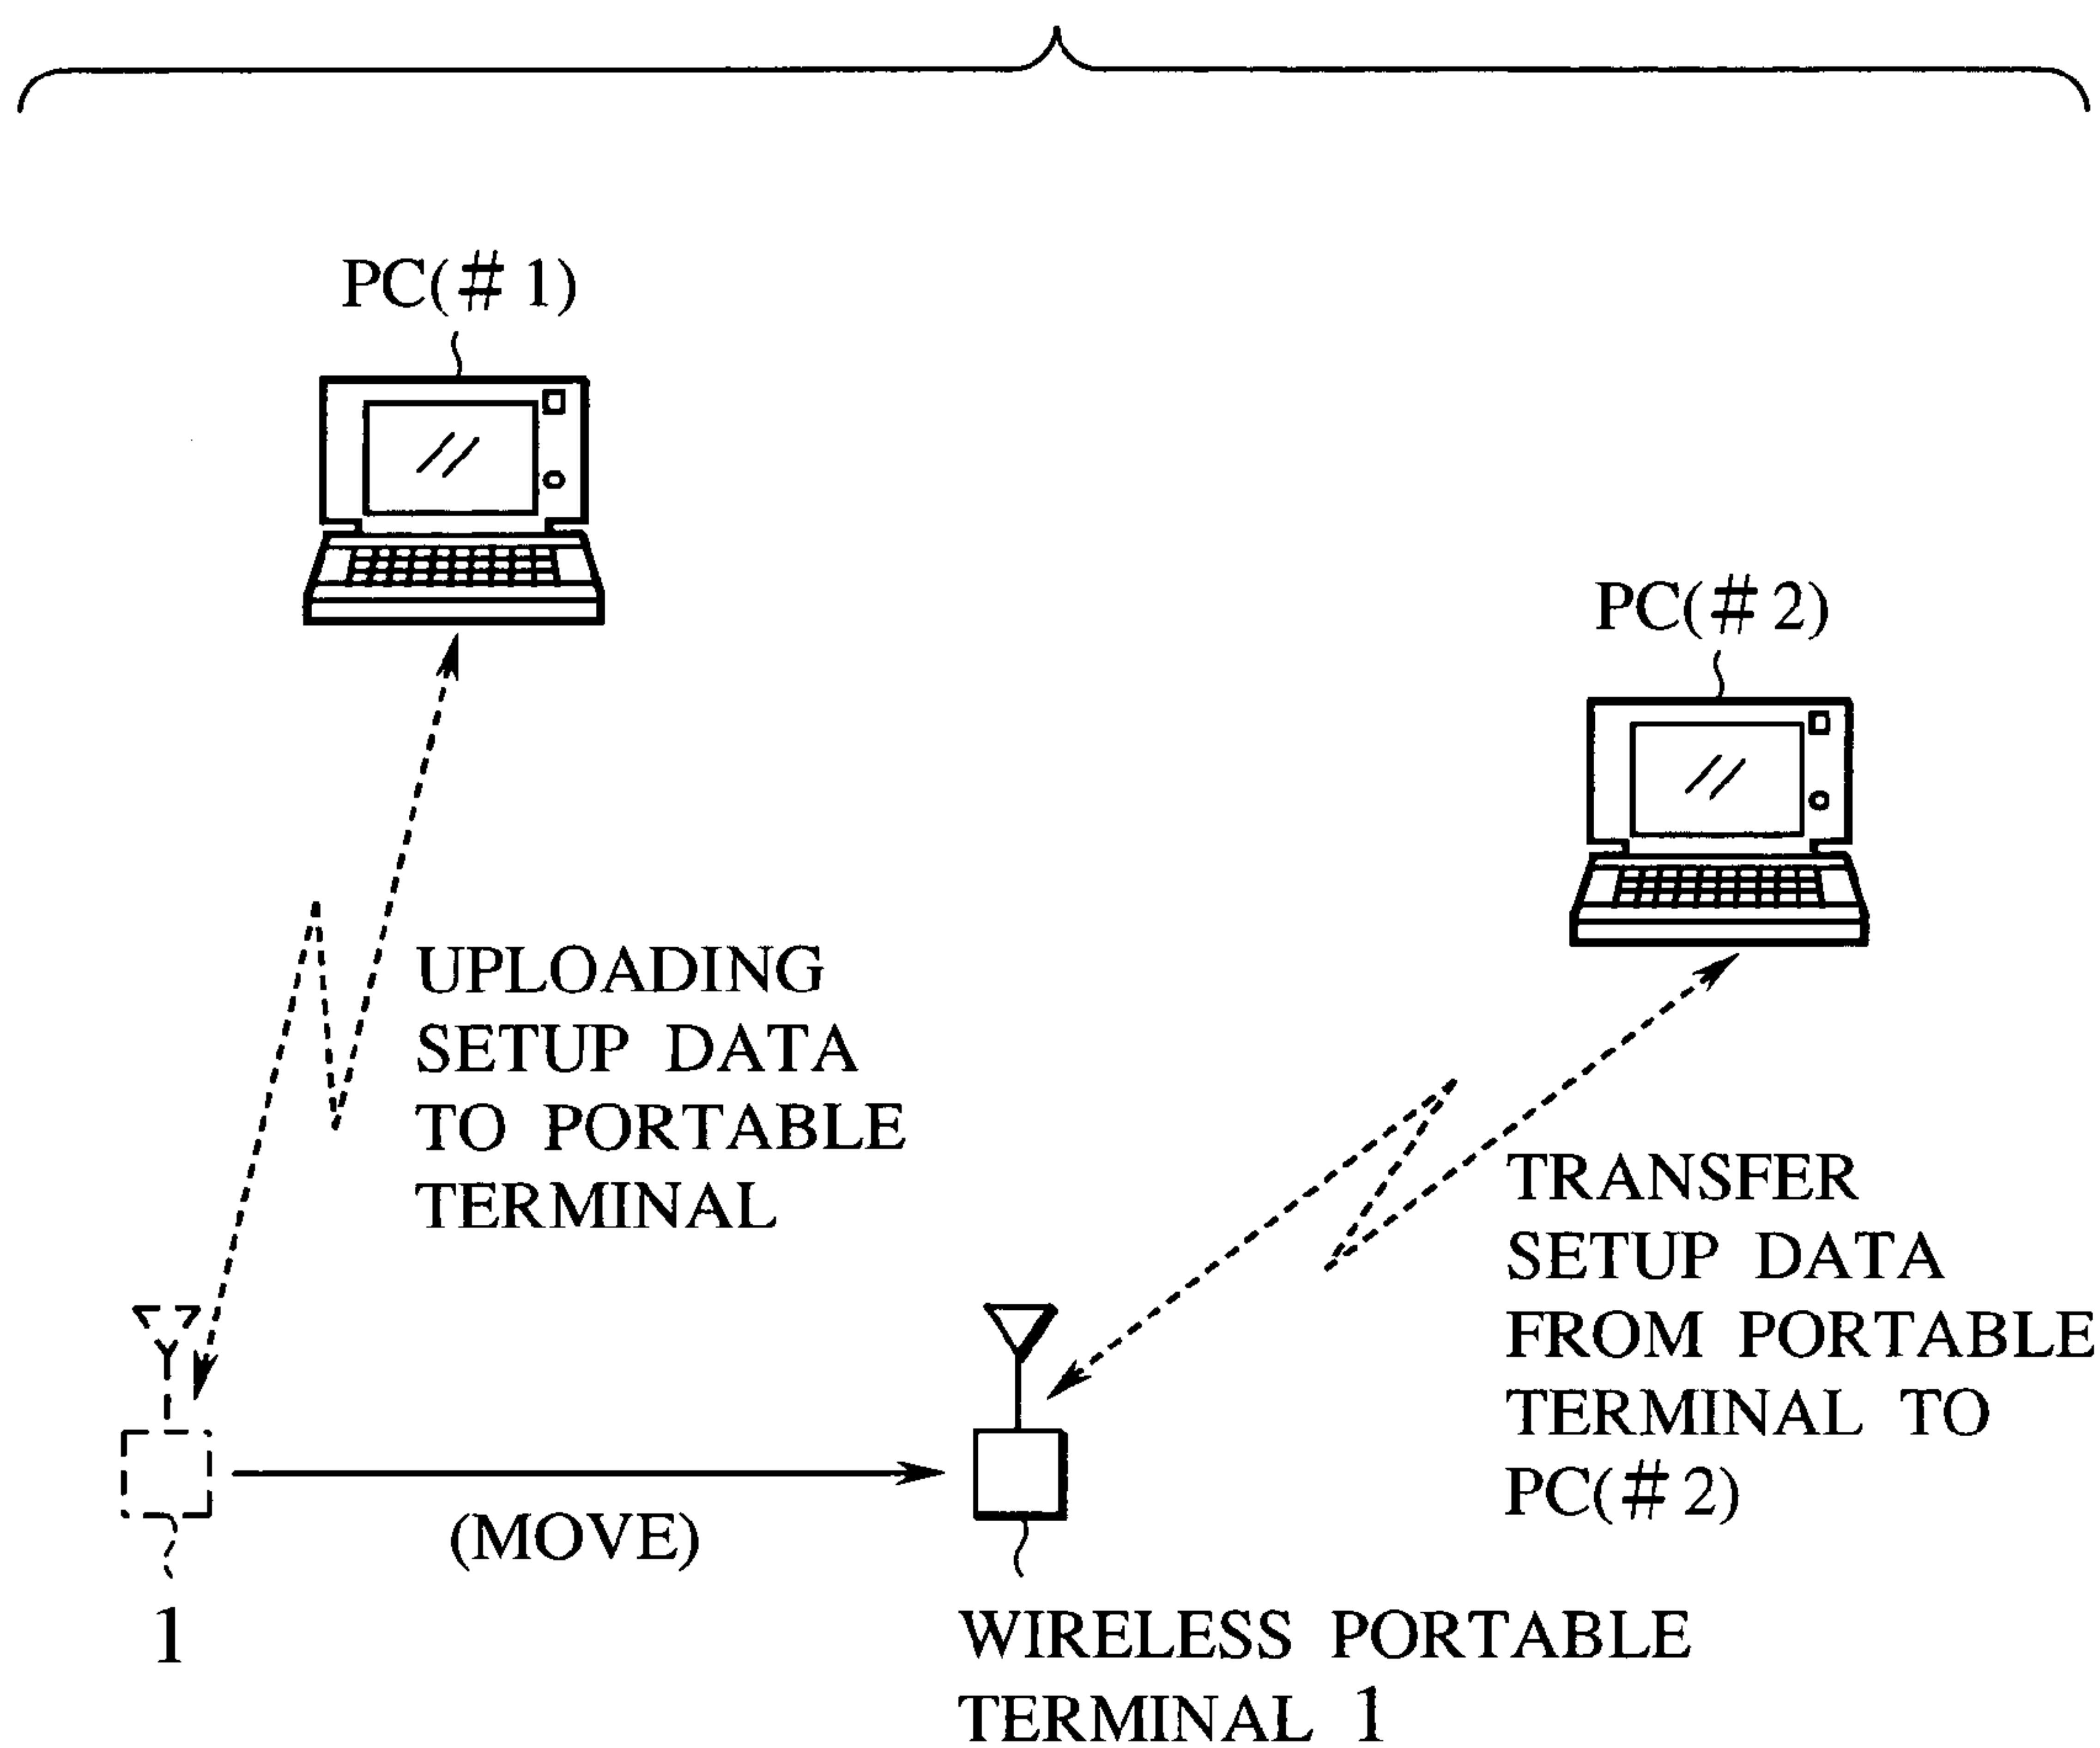 PC(# 1)
PC(# 2)
UPLOADING
SETUP DATA
TO PORTABLE
TERMINAL
TRANSFER
SETUP DATA
FROM PORTABLE
TERMINAL TO
PC(# 2)
(MOVE)
1
WIRELESS PORTABLE
TERMINAL 1